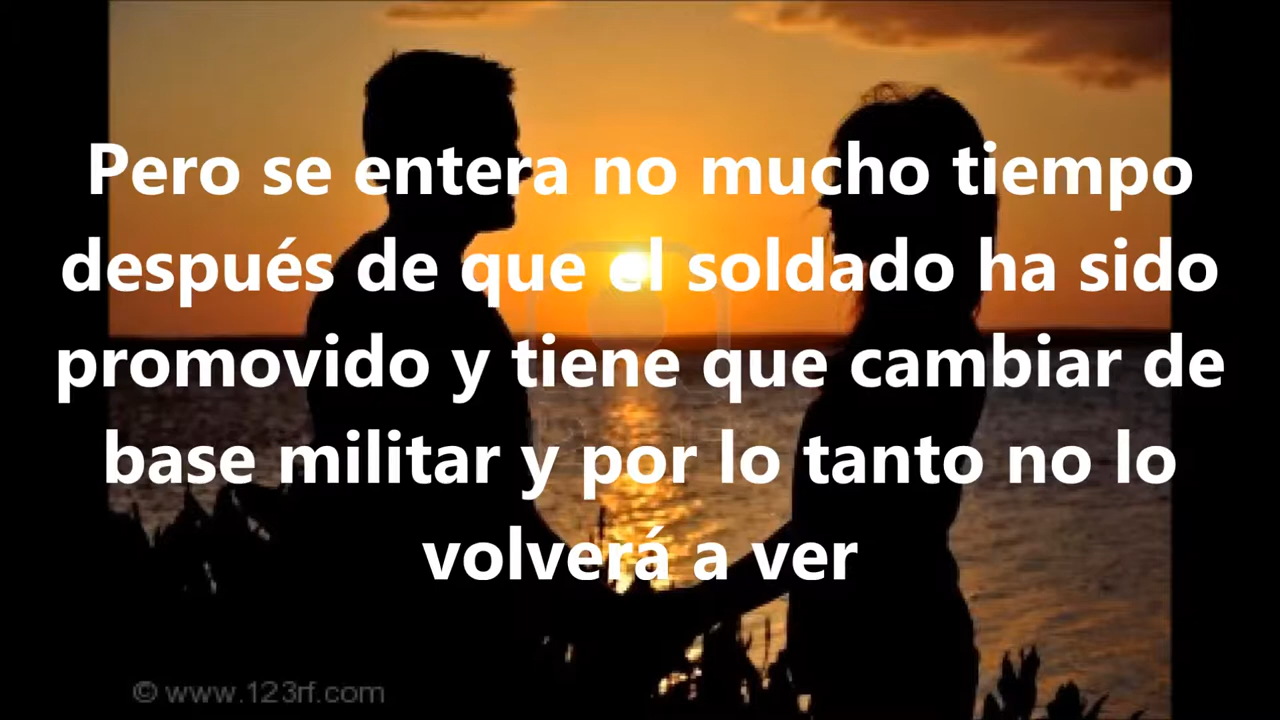 Pero se entera no mucho tiempo
después de que el soldado ha sido
promovido y tiene que cambiar de
base militar y por lo tanto no lo
volverá a ver
© www.123rf.com